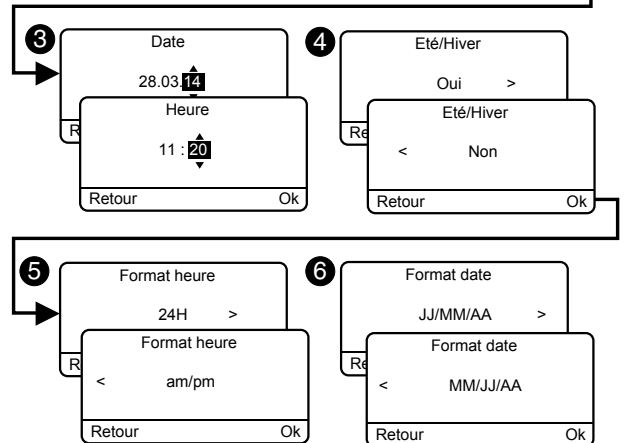 3
Date
28.03.14
R
Heure
11 : 20
Retour Ok
4
Eté/Hiver
Oui >
Re
Eté/Hiver
< Non
Retour Ok
5
Format heure
24H >
R
Format heure
< am/pm
Retour Ok
6
Format date
JJ/MM/AA >
Re
Format date
< MM/JJ/AA
Retour Ok